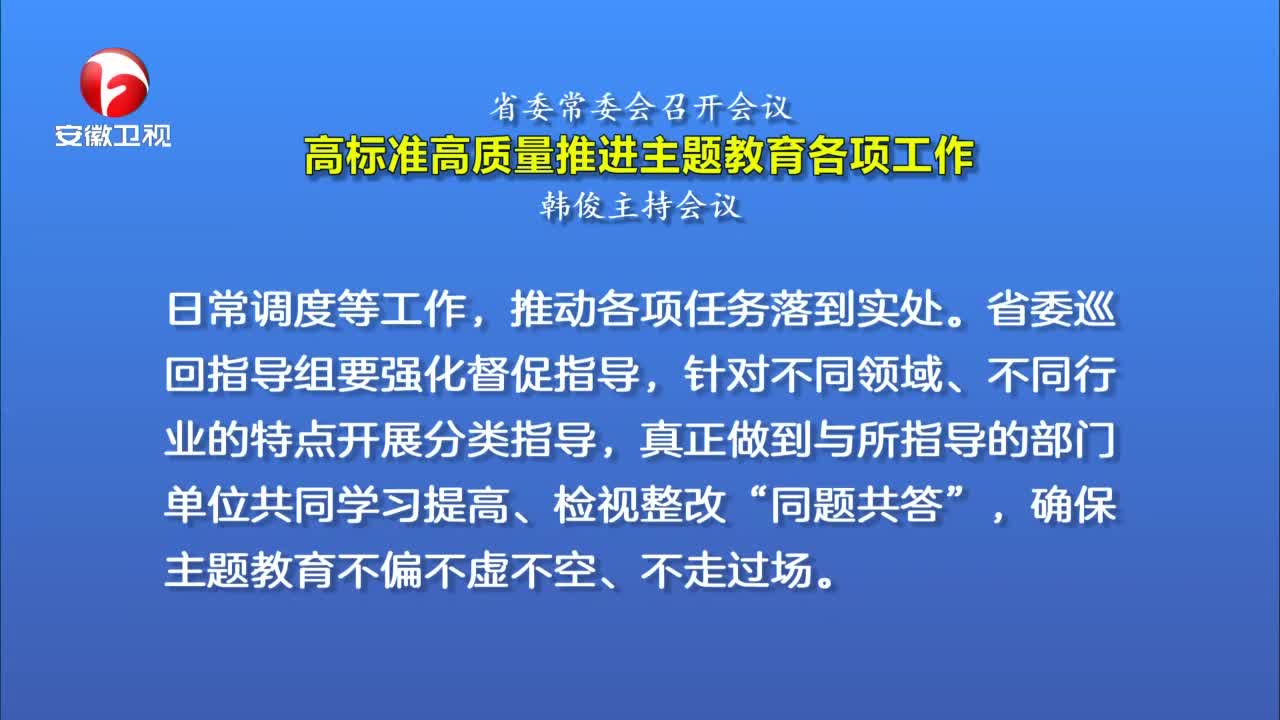 安徽卫视
省委常委会召开会议
高标准高质量推进主题教育各项工作
韩俊主持会议
日常调度等工作，推动各项任务落到实处。省委巡
回指导组要强化督促指导，针对不同领域、不同行
业的特点开展分类指导，真正做到与所指导的部门
单位共同学习提高、检视整改“同题共答”，确保
主题教育不偏不虚不空、不走过场。